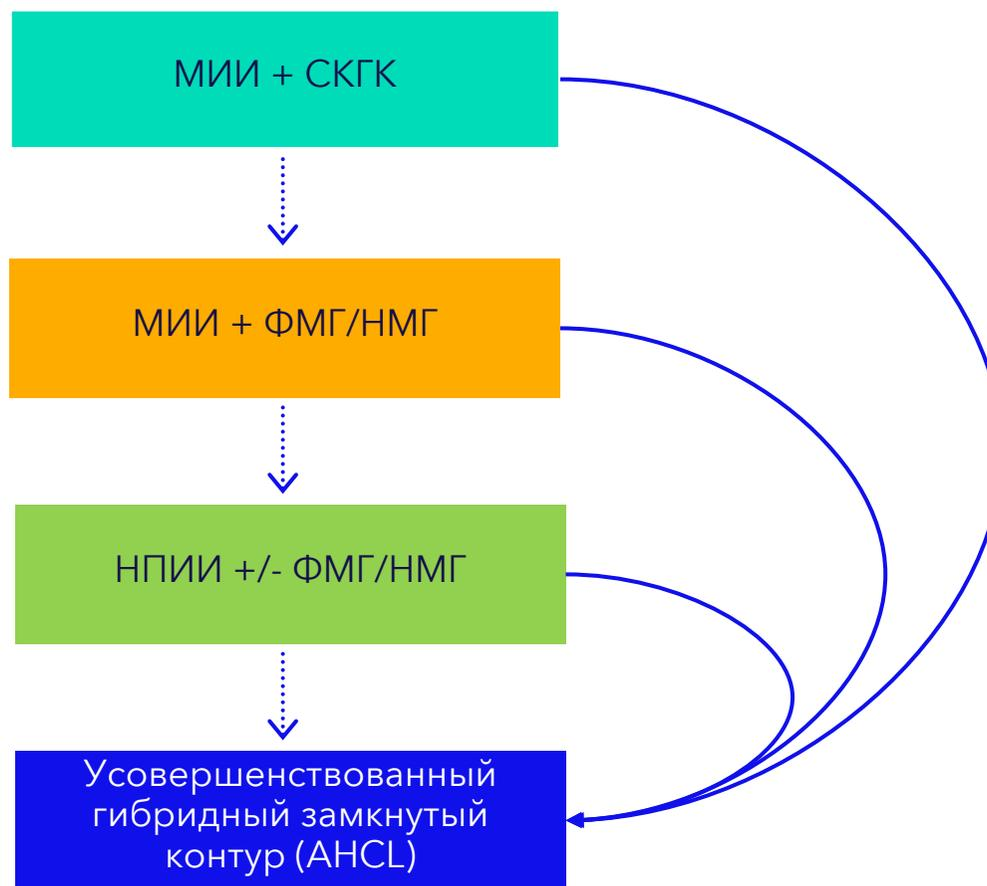 МИИ + СКГК
МИИ + ФМГ/НМГ
НПИИ +/- ФМГ/НМГ
Усовершенствованный
гибридный замкнутый
контур (AHCL)